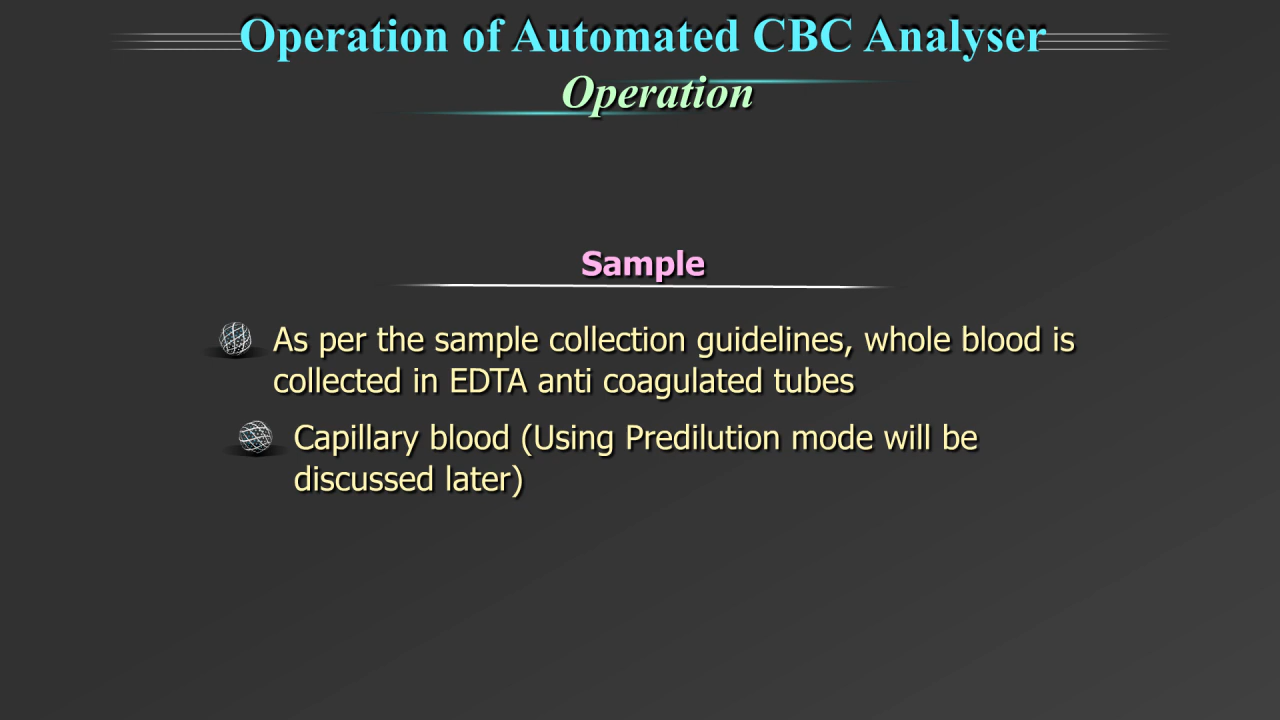 Operation of Automated CBC Analyser
Operation
Sample
As per the sample collection guidelines, whole blood is
collected in EDTA anti coagulated tubes
Capillary blood (Using Predilution mode will be
discussed later)